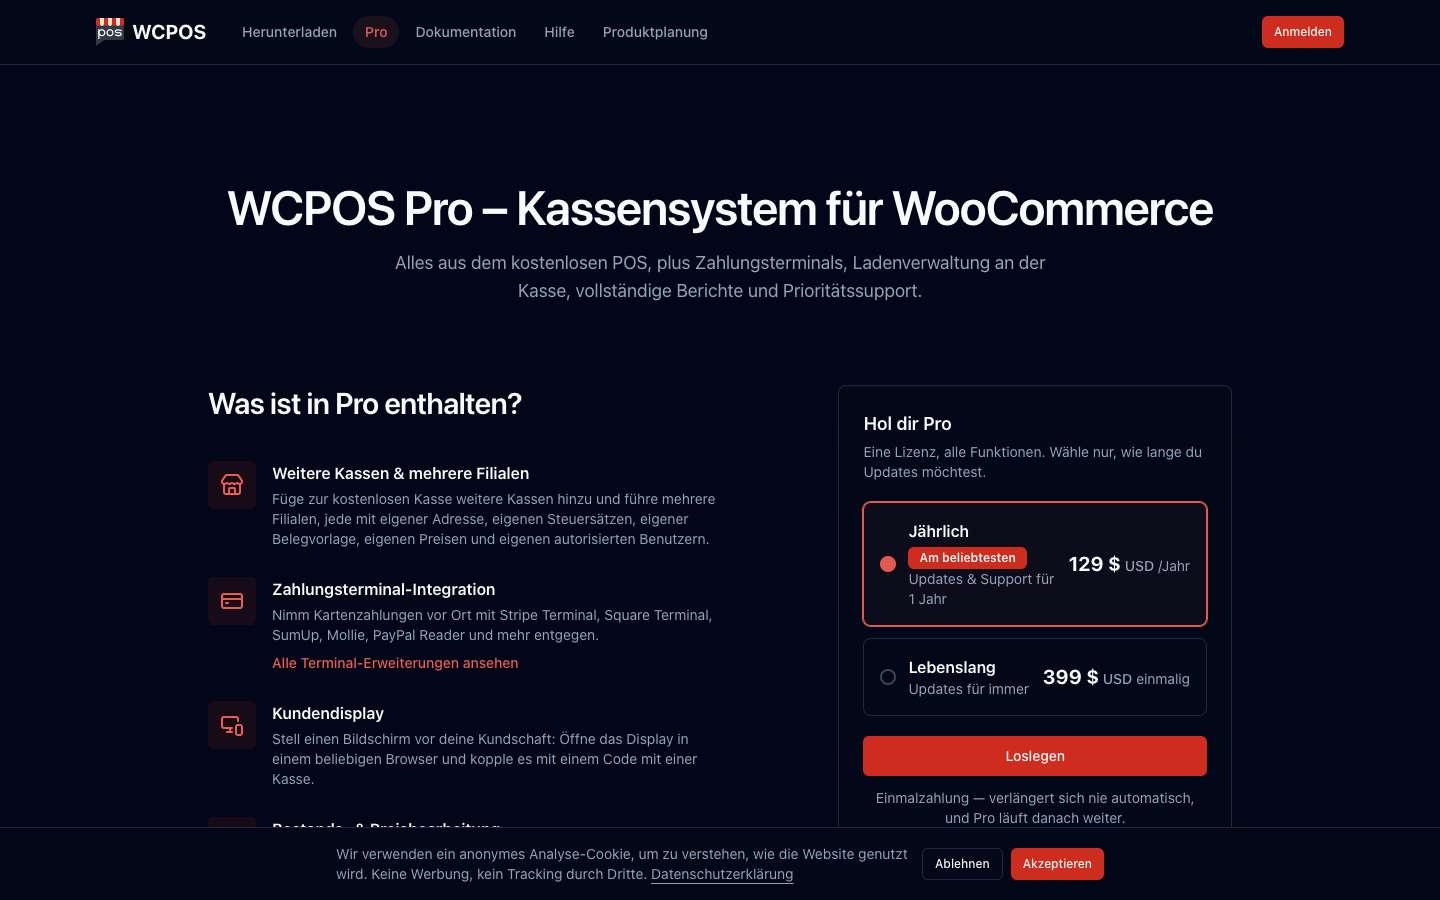 pos WCPOS
Herunterladen
Pro
Dokumentation
Hilfe
Produktplanung
Anmelden
WCPOS Pro – Kassensystem für WooCommerce
Alles aus dem kostenlosen POS, plus Zahlungsterminals, Ladenverwaltung an der
Kasse, vollständige Berichte und Prioritätssupport.
Was ist in Pro enthalten?
Weitere Kassen & mehrere Filialen
Füge zur kostenlosen Kasse weitere Kassen hinzu und führe mehrere
Filialen, jede mit eigener Adresse, eigenen Steuersätzen, eigener
Belegvorlage, eigenen Preisen und eigenen autorisierten Benutzern.
Zahlungsterminal-Integration
Nimm Kartenzahlungen vor Ort mit Stripe Terminal, Square Terminal,
SumUp, Mollie, PayPal Reader und mehr entgegen.
Alle Terminal-Erweiterungen ansehen
Kundendisplay
Stell einen Bildschirm vor deine Kundschaft: Öffne das Display in
einem beliebigen Browser und kopple es mit einem Code mit einer
Kasse.
Bestands- & Preisbearbeitung
Hol dir Pro
Eine Lizenz, alle Funktionen. Wähle nur, wie lange du
Updates möchtest.
Jährlich
Am beliebtesten
Updates & Support für
1 Jahr
129 $ USD /Jahr
Lebenslang
Updates für immer
399 $ USD einmalig
Loslegen
Einmalzahlung — verlängert sich nie automatisch,
und Pro läuft danach weiter.
Wir verwenden ein anonymes Analyse-Cookie, um zu verstehen, wie die Website genutzt
wird. Keine Werbung, kein Tracking durch Dritte. Datenschutzerklärung
Ablehnen
Akzeptieren